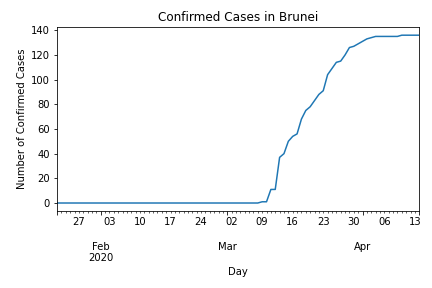 Confirmed Cases in Brunei
Number of Confirmed Cases
140
120
100
80
60
40
20
0
27 03 10 17 24 02 09 16 23 30 06 13
Feb Mar Apr
2020
Day